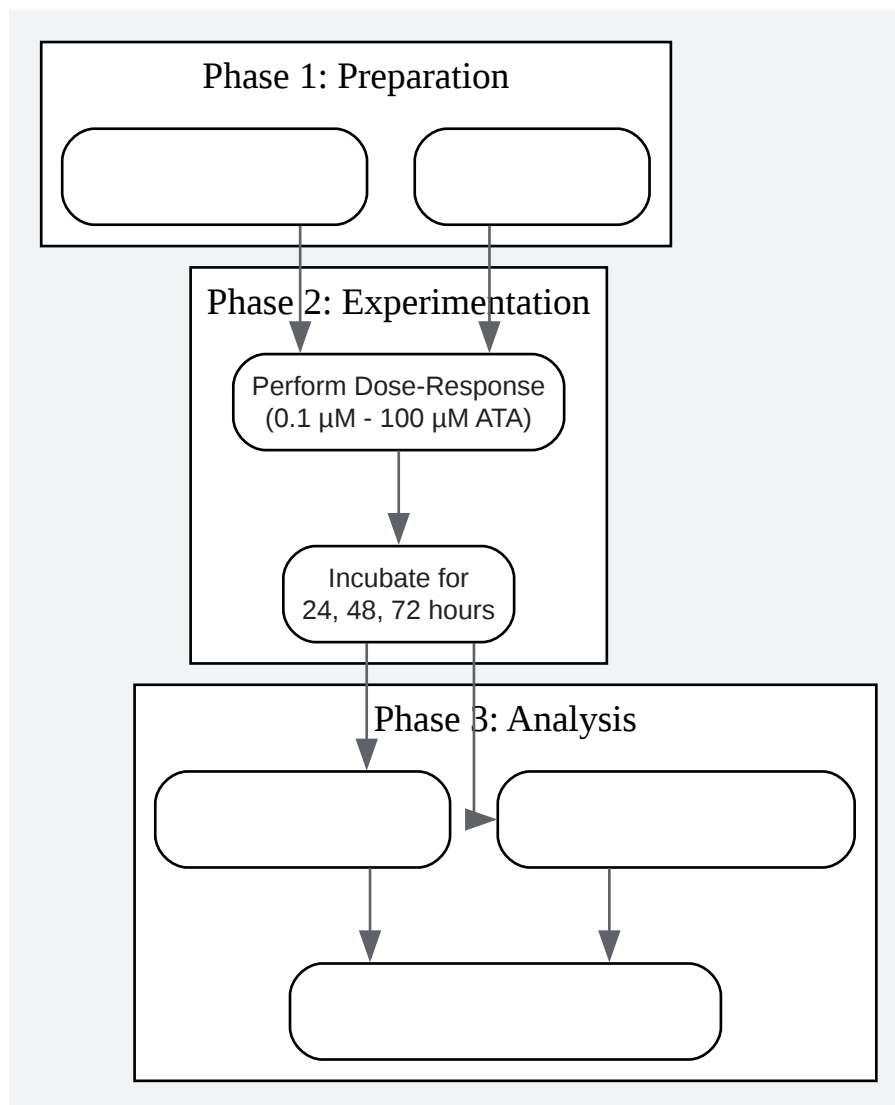 Phase 1: Preparation
Phase 2: Experimentation
Perform Dose-Response
(0.1 µM - 100 µM ATA)
Incubate for
24, 48, 72 hours
Phase 3: Analysis